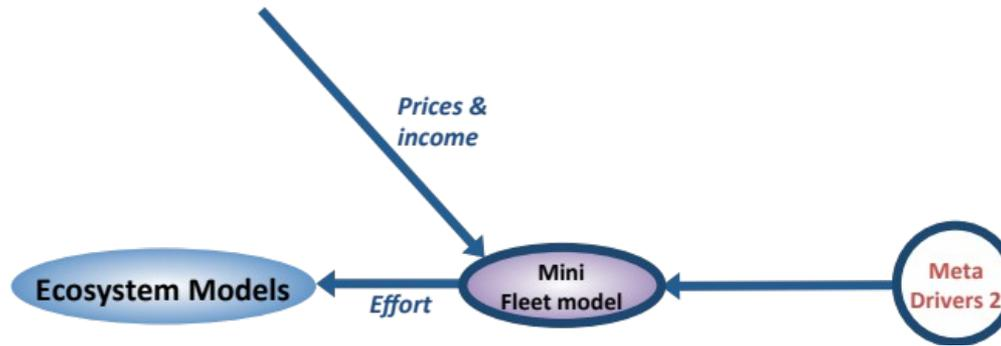 Prices &
income
Ecosystem Models
Effort
Mini
Fleet model
Meta
Drivers 2